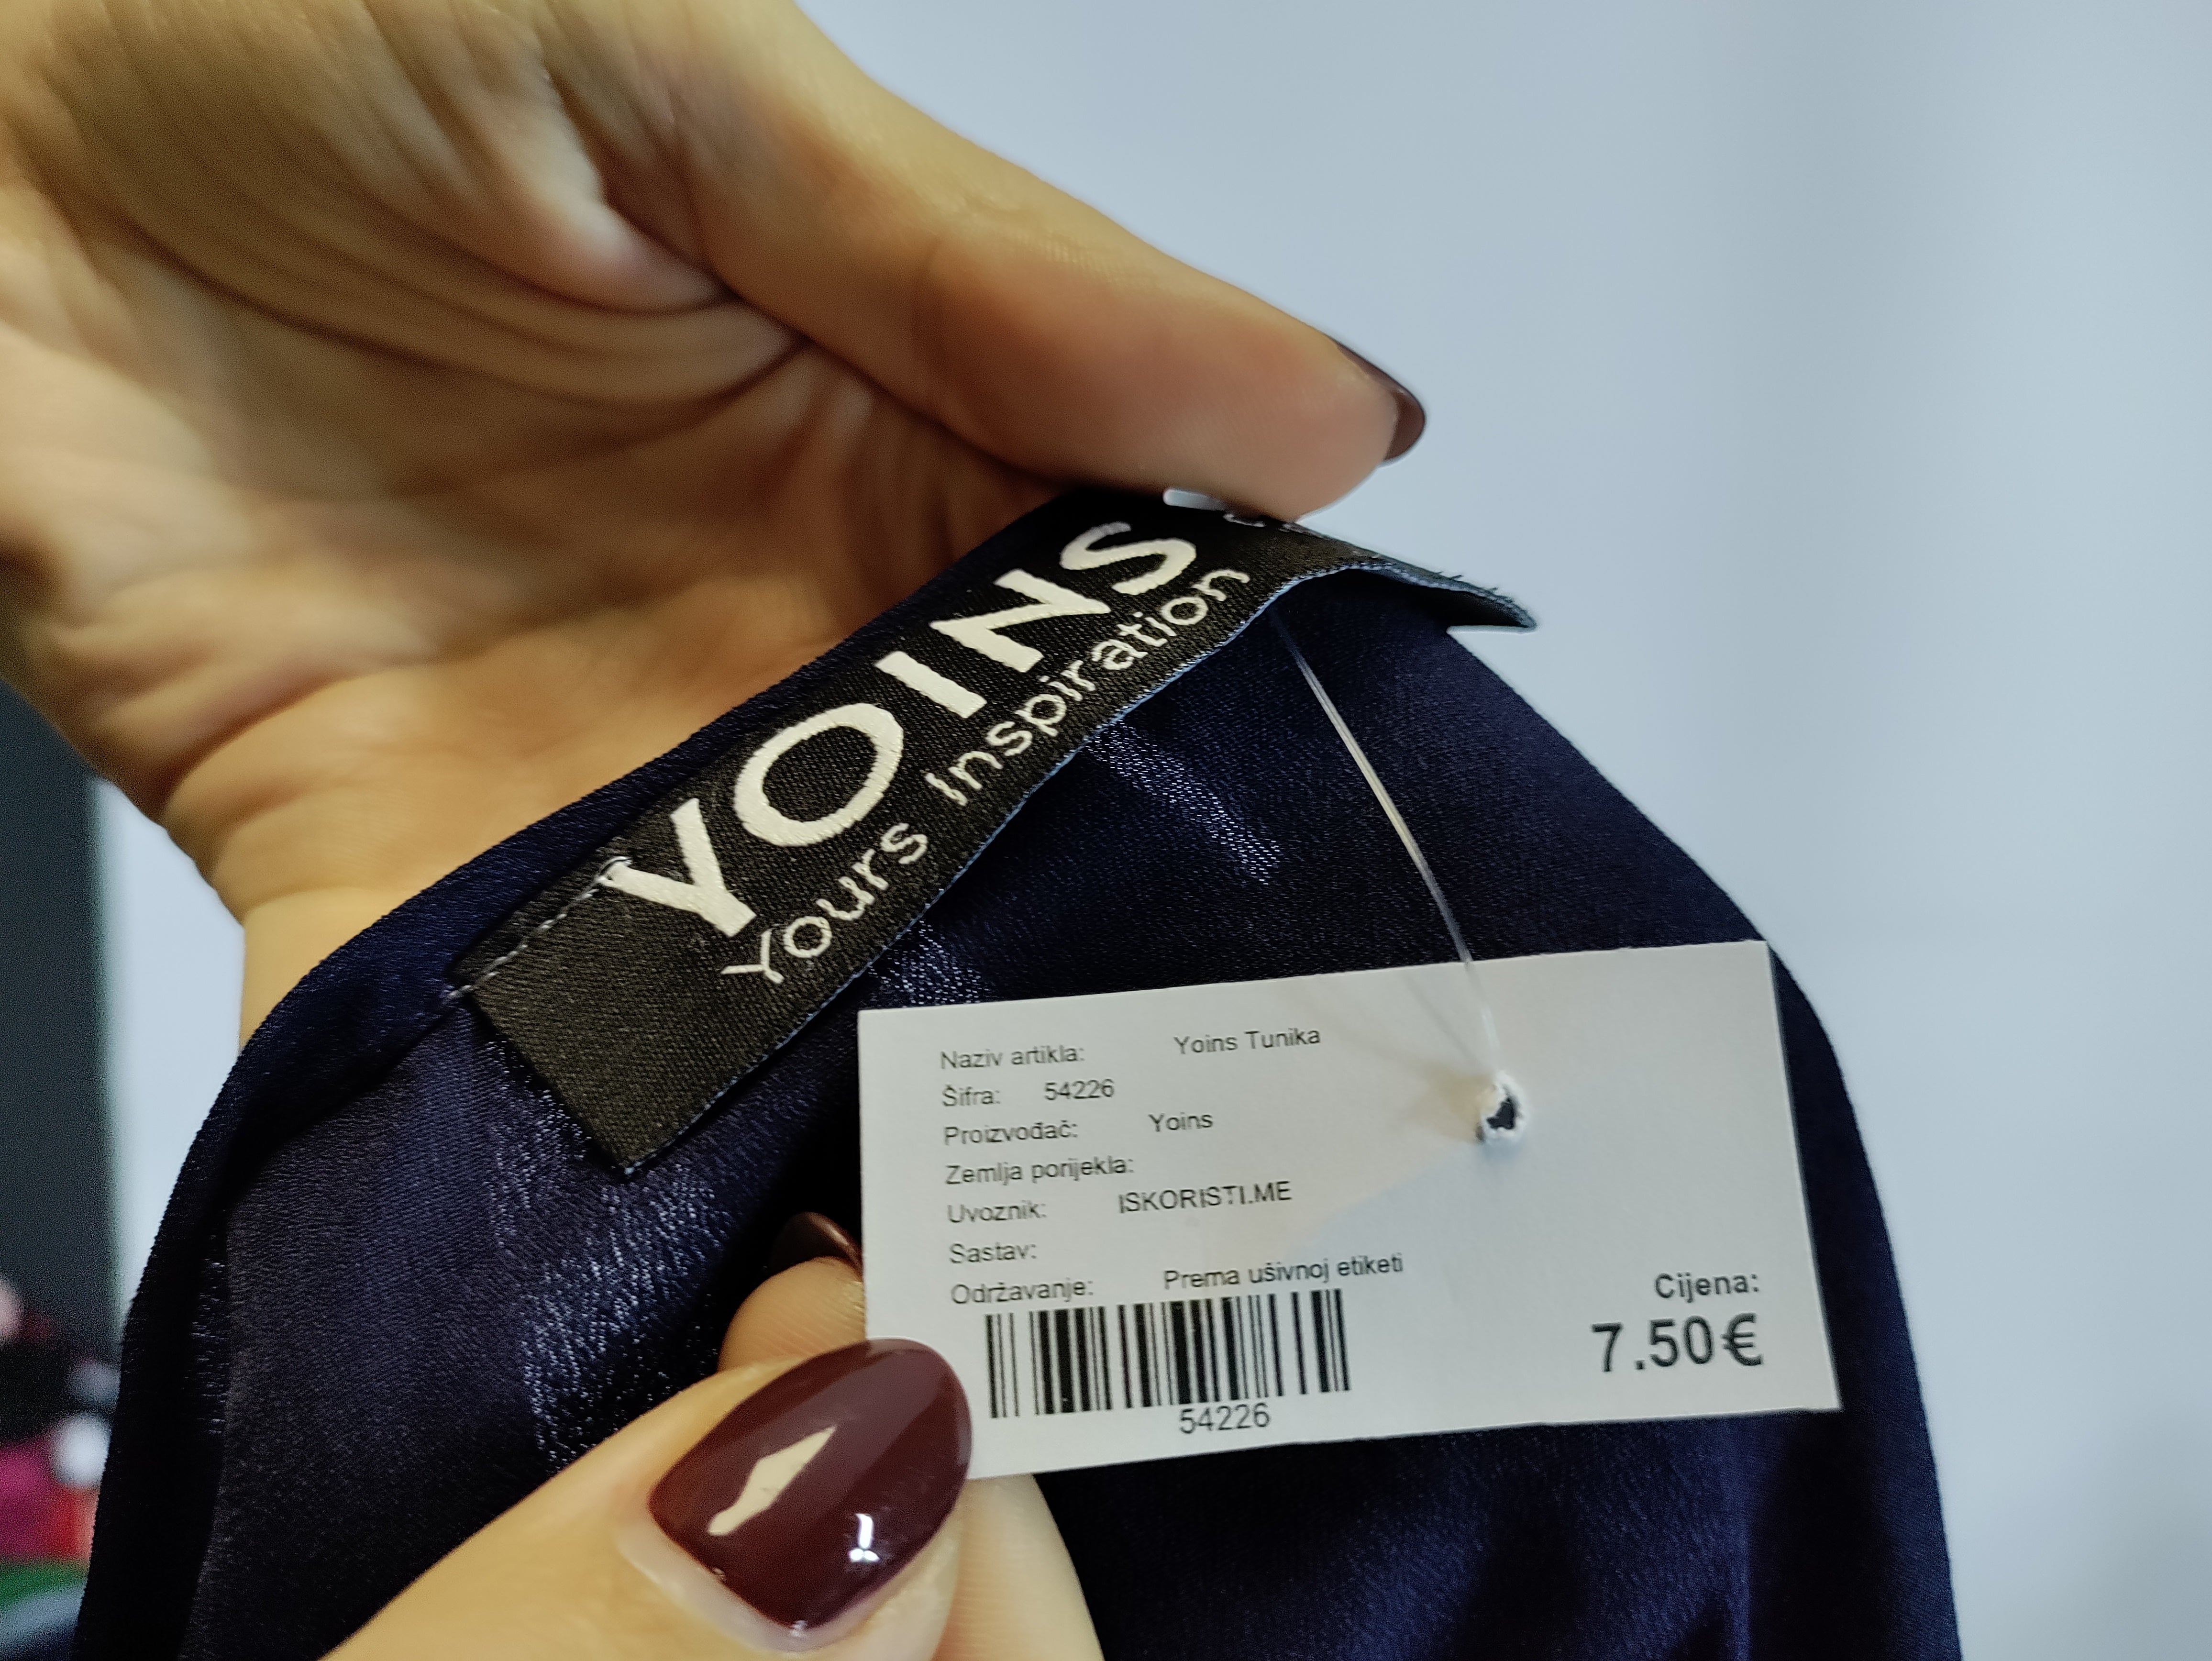 YOINS
Yours Inspiration
Naziv artikla: Yoins Tunika
Šifra: 54226
Proizvođač: Yoins
Zemlja porijekla:
Uvoznik: ISKORISTI.ME
Sastav:
Održavanje: Prema ušivnoj etiketi
Cijena:
7.50€
54226